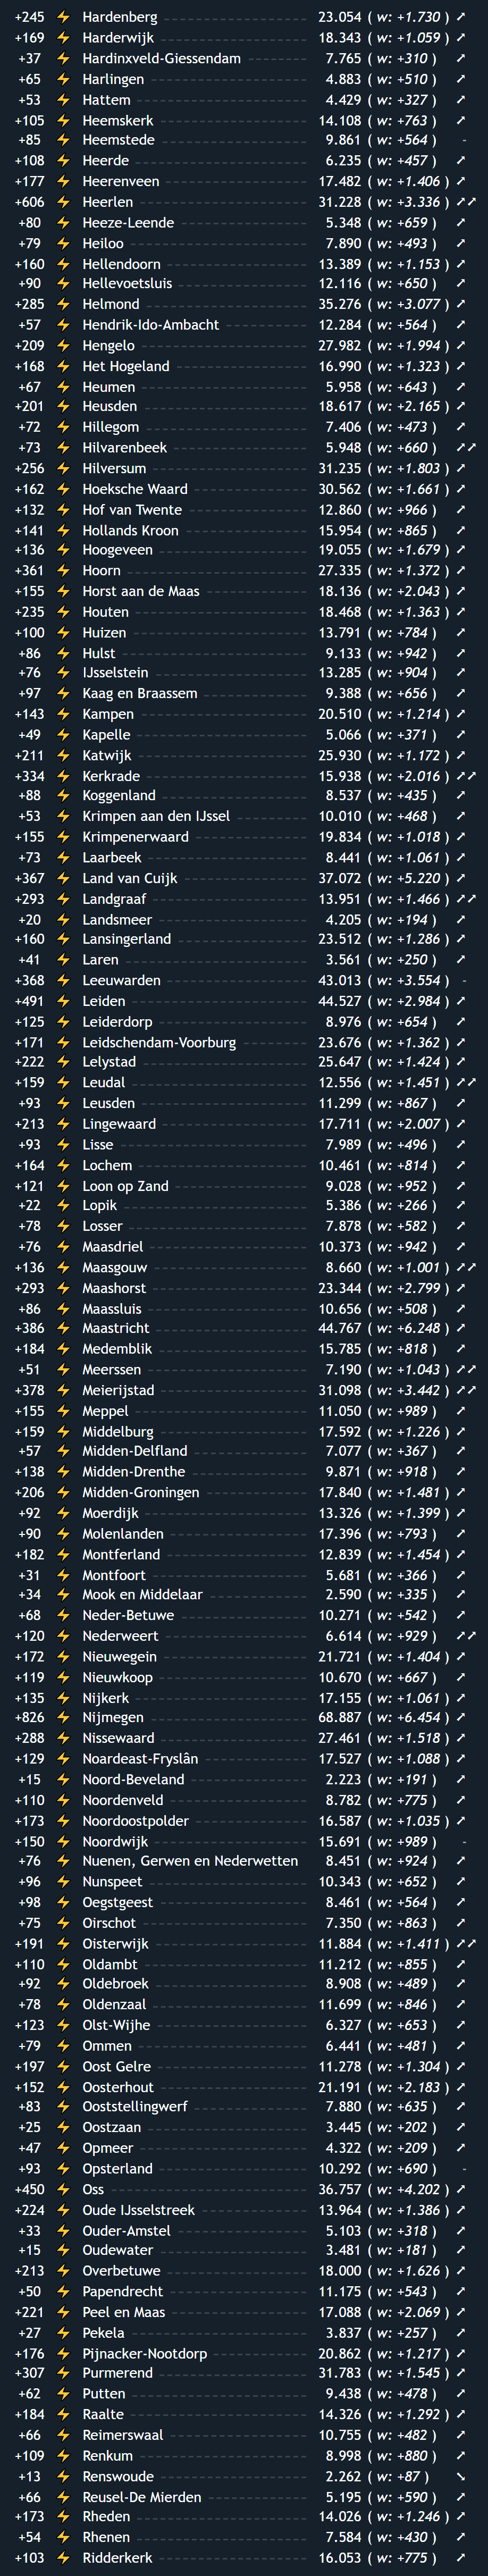 +245 ⚡ Hardenberg 23.054 ( w: +1.730 ) ➚
+169 ⚡ Harderwijk 18.343 ( w: +1.059 ) ➚
+37 ⚡ Hardinxveld-Giessendam 7.765 ( w: +310 ) ➚
+65 ⚡ Harlingen 4.883 ( w: +510 ) ➚
+53 ⚡ Hattem 4.429 ( w: +327 ) ➚
+105 ⚡ Heemskerk 14.108 ( w: +763 ) ➚
+85 ⚡ Heemstede 9.861 ( w: +564 ) -
+108 ⚡ Heerde 6.235 ( w: +457 ) ➚
+177 ⚡ Heerenveen 17.482 ( w: +1.406 ) ➚
+606 ⚡ Heerlen 31.228 ( w: +3.336 ) ➚➚
+80 ⚡ Heeze-Leende 5.348 ( w: +659 ) ➚
+79 ⚡ Heiloo 7.890 ( w: +493 ) ➚
+160 ⚡ Hellendoorn 13.389 ( w: +1.153 ) ➚
+90 ⚡ Hellevoetsluis 12.116 ( w: +650 ) ➚
+285 ⚡ Helmond 35.276 ( w: +3.077 ) ➚
+57 ⚡ Hendrik-Ido-Ambacht 12.284 ( w: +564 ) ➚
+209 ⚡ Hengelo 27.982 ( w: +1.994 ) ➚
+168 ⚡ Het Hogeland 16.990 ( w: +1.323 ) ➚
+67 ⚡ Heumen 5.958 ( w: +643 ) ➚
+201 ⚡ Heusden 18.617 ( w: +2.165 ) ➚
+72 ⚡ Hillegom 7.406 ( w: +473 ) ➚
+73 ⚡ Hilvarenbeek 5.948 ( w: +660 ) ➚➚
+256 ⚡ Hilversum 31.235 ( w: +1.803 ) ➚
+162 ⚡ Hoeksche Waard 30.562 ( w: +1.661 ) ➚
+132 ⚡ Hof van Twente 12.860 ( w: +966 ) ➚
+141 ⚡ Hollands Kroon 15.954 ( w: +865 ) ➚
+136 ⚡ Hoogeveen 19.055 ( w: +1.679 ) ➚
+361 ⚡ Hoorn 27.335 ( w: +1.372 ) ➚
+155 ⚡ Horst aan de Maas 18.136 ( w: +2.043 ) ➚
+235 ⚡ Houten 18.468 ( w: +1.363 ) ➚
+100 ⚡ Huizen 13.791 ( w: +784 ) ➚
+86 ⚡ Hulst 9.133 ( w: +942 ) ➚
+76 ⚡ IJsselstein 13.285 ( w: +904 ) ➚
+97 ⚡ Kaag en Braassem 9.388 ( w: +656 ) ➚
+143 ⚡ Kampen 20.510 ( w: +1.214 ) ➚
+49 ⚡ Kapelle 5.066 ( w: +371 ) ➚
+211 ⚡ Katwijk 25.930 ( w: +1.172 ) ➚
+334 ⚡ Kerkrade 15.938 ( w: +2.016 ) ➚➚
+88 ⚡ Koggenland 8.537 ( w: +435 ) ➚
+53 ⚡ Krimpen aan den IJssel 10.010 ( w: +468 ) ➚
+155 ⚡ Krimpenerwaard 19.834 ( w: +1.018 ) ➚
+73 ⚡ Laarbeek 8.441 ( w: +1.061 ) ➚
+367 ⚡ Land van Cuijk 37.072 ( w: +5.220 ) ➚
+293 ⚡ Landgraaf 13.951 ( w: +1.466 ) ➚➚
+20 ⚡ Landsmeer 4.205 ( w: +194 ) ➚
+160 ⚡ Lansingerland 23.512 ( w: +1.286 ) ➚
+41 ⚡ Laren 3.561 ( w: +250 ) ➚
+368 ⚡ Leeuwarden 43.013 ( w: +3.554 ) -
+491 ⚡ Leiden 44.527 ( w: +2.984 ) ➚
+125 ⚡ Leiderdorp 8.976 ( w: +654 ) ➚
+171 ⚡ Leidschendam-Voorburg 23.676 ( w: +1.362 ) ➚
+222 ⚡ Lelystad 25.647 ( w: +1.424 ) ➚
+159 ⚡ Leudal 12.556 ( w: +1.451 ) ➚➚
+93 ⚡ Leusden 11.299 ( w: +867 ) ➚
+213 ⚡ Lingewaard 17.711 ( w: +2.007 ) ➚
+93 ⚡ Lisse 7.989 ( w: +496 ) ➚
+164 ⚡ Lochem 10.461 ( w: +814 ) ➚
+121 ⚡ Loon op Zand 9.028 ( w: +952 ) ➚
+22 ⚡ Lopik 5.386 ( w: +266 ) ➚
+78 ⚡ Losser 7.878 ( w: +582 ) ➚
+76 ⚡ Maasdriel 10.373 ( w: +942 ) ➚
+136 ⚡ Maasgouw 8.660 ( w: +1.001 ) ➚➚
+293 ⚡ Maashorst 23.344 ( w: +2.799 ) ➚
+86 ⚡ Maassluis 10.656 ( w: +508 ) ➚
+386 ⚡ Maastricht 44.767 ( w: +6.248 ) ➚
+184 ⚡ Medemblik 15.785 ( w: +818 ) ➚
+51 ⚡ Meerssen 7.190 ( w: +1.043 ) ➚➚
+378 ⚡ Meierijstad 31.098 ( w: +3.442 ) ➚➚
+155 ⚡ Meppel 11.050 ( w: +989 ) ➚
+159 ⚡ Middelburg 17.592 ( w: +1.226 ) ➚
+57 ⚡ Midden-Delfland 7.077 ( w: +367 ) ➚
+138 ⚡ Midden-Drenthe 9.871 ( w: +918 ) ➚
+206 ⚡ Midden-Groningen 17.840 ( w: +1.481 ) ➚
+92 ⚡ Moerdijk 13.326 ( w: +1.399 ) ➚
+90 ⚡ Molenlanden 17.396 ( w: +793 ) ➚
+182 ⚡ Montferland 12.839 ( w: +1.454 ) ➚
+31 ⚡ Montfoort 5.681 ( w: +366 ) ➚
+34 ⚡ Mook en Middelaar 2.590 ( w: +335 ) ➚
+68 ⚡ Neder-Betuwe 10.271 ( w: +542 ) ➚
+120 ⚡ Nederweert 6.614 ( w: +929 ) ➚➚
+172 ⚡ Nieuwegein 21.721 ( w: +1.404 ) ➚
+119 ⚡ Nieuwkoop 10.670 ( w: +667 ) ➚
+135 ⚡ Nijkerk 17.155 ( w: +1.061 ) ➚
+826 ⚡ Nijmegen 68.887 ( w: +6.454 ) ➚
+288 ⚡ Nissewaard 27.461 ( w: +1.518 ) ➚
+129 ⚡ Noardeast-Fryslân 17.527 ( w: +1.088 ) ➚
+15 ⚡ Noord-Beveland 2.223 ( w: +191 ) ➚
+110 ⚡ Noordenveld 8.782 ( w: +775 ) ➚
+173 ⚡ Noordoostpolder 16.587 ( w: +1.035 ) ➚
+150 ⚡ Noordwijk 15.691 ( w: +989 ) -
+76 ⚡ Nuenen, Gerwen en Nederwetten 8.451 ( w: +924 ) ➚
+96 ⚡ Nunspeet 10.343 ( w: +652 ) ➚
+98 ⚡ Oegstgeest 8.461 ( w: +564 ) ➚
+75 ⚡ Oirschot 7.350 ( w: +863 ) ➚
+191 ⚡ Oisterwijk 11.884 ( w: +1.411 ) ➚➚
+110 ⚡ Oldambt 11.212 ( w: +855 ) ➚
+92 ⚡ Oldebroek 8.908 ( w: +489 ) ➚
+78 ⚡ Oldenzaal 11.699 ( w: +846 ) ➚
+123 ⚡ Olst-Wijhe 6.327 ( w: +653 ) ➚
+79 ⚡ Ommen 6.441 ( w: +481 ) ➚
+197 ⚡ Oost Gelre 11.278 ( w: +1.304 ) ➚
+152 ⚡ Oosterhout 21.191 ( w: +2.183 ) ➚
+83 ⚡ Ooststellingwerf 7.880 ( w: +635 ) ➚
+25 ⚡ Oostzaan 3.445 ( w: +202 ) ➚
+47 ⚡ Opmeer 4.322 ( w: +209 ) ➚
+93 ⚡ Opsterland 10.292 ( w: +690 ) -
+450 ⚡ Oss 36.757 ( w: +4.202 ) ➚
+224 ⚡ Oude IJsselstreek 13.964 ( w: +1.386 ) ➚
+33 ⚡ Ouder-Amstel 5.103 ( w: +318 ) ➚
+15 ⚡ Oudewater 3.481 ( w: +181 ) ➚
+213 ⚡ Overbetuwe 18.000 ( w: +1.626 ) ➚
+50 ⚡ Papendrecht 11.175 ( w: +543 ) ➚
+221 ⚡ Peel en Maas 17.088 ( w: +2.069 ) ➚
+27 ⚡ Pekela 3.837 ( w: +257 ) ➚
+176 ⚡ Pijnacker-Nootdorp 20.862 ( w: +1.217 ) ➚
+307 ⚡ Purmerend 31.783 ( w: +1.545 ) ➚
+62 ⚡ Putten 9.438 ( w: +478 ) ➚
+184 ⚡ Raalte 14.326 ( w: +1.292 ) ➚
+66 ⚡ Reimerswaal 10.755 ( w: +482 ) ➚
+109 ⚡ Renkum 8.998 ( w: +880 ) ➚
+13 ⚡ Renswoude 2.262 ( w: +87 ) ➘
+66 ⚡ Reusel-De Mierden 5.195 ( w: +590 ) ➚
+173 ⚡ Rheden 14.026 ( w: +1.246 ) ➚
+54 ⚡ Rhenen 7.584 ( w: +430 ) ➚
+103 ⚡ Ridderkerk 16.053 ( w: +775 ) ➚